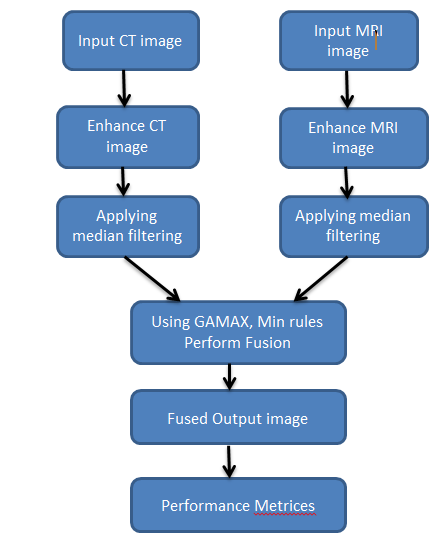 Input CT image
Input MRI
image
Enhance CT
image
Enhance MRI
image
Applying
median filtering
Applying median
filtering
Using GAMAX, Min rules
Perform Fusion
Fused Output image
Performance Metrices